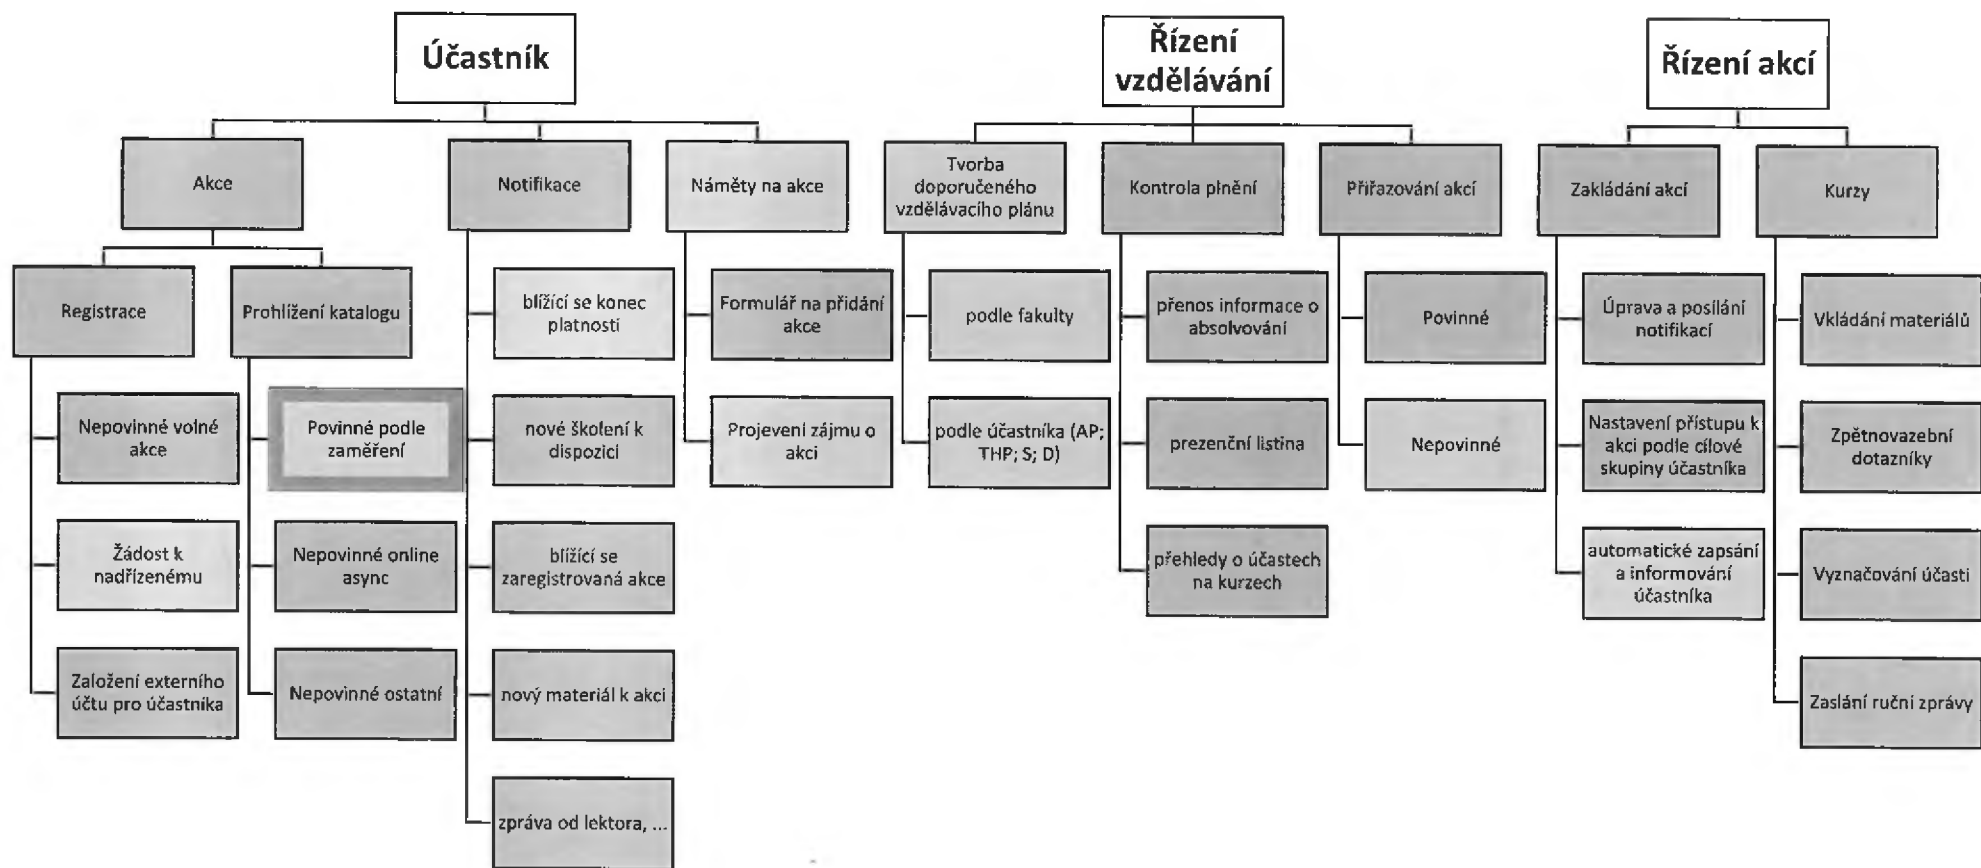 Účastník
Akce
Registrace
Nepovinné volné
akce
Žádost k
nadřízenému
Založení externího
účtu pro účastníka
Prohlížení katalogu
Povinné podle
zaměření
Nepovinné online
async
Nepovinné ostatní
Notifikace
blížící se konec
platnosti
nové školení k
dispozici
blížící se
zaregistrovaná akce
nový materiál k akci
zpráva od lektora, ...
Náměty na akce
Formulář na přidání
akce
Projevení zájmu o
akci
Řízení
vzdělávání
Tvorba
doporučeného
vzdělávacího plánu
podle fakulty
podle účastníka (AP;
THP; S; D)
Kontrola plnění
přenos informace o
absolvování
prezenční listina
přehledy o účastech
na kurzech
Přiřazování akcí
Povinné
Nepovinné
Řízení akcí
Zakládání akcí
Úprava a posílání
notifikací
Nastavení přístupu k
akci podle cílové
skupiny účastníka
automatické zapsání
a informování
účastníka
Kurzy
Vkládání materiálů
Zpětnovazební
dotazníky
Vyznačování účasti
Zaslání ruční zprávy